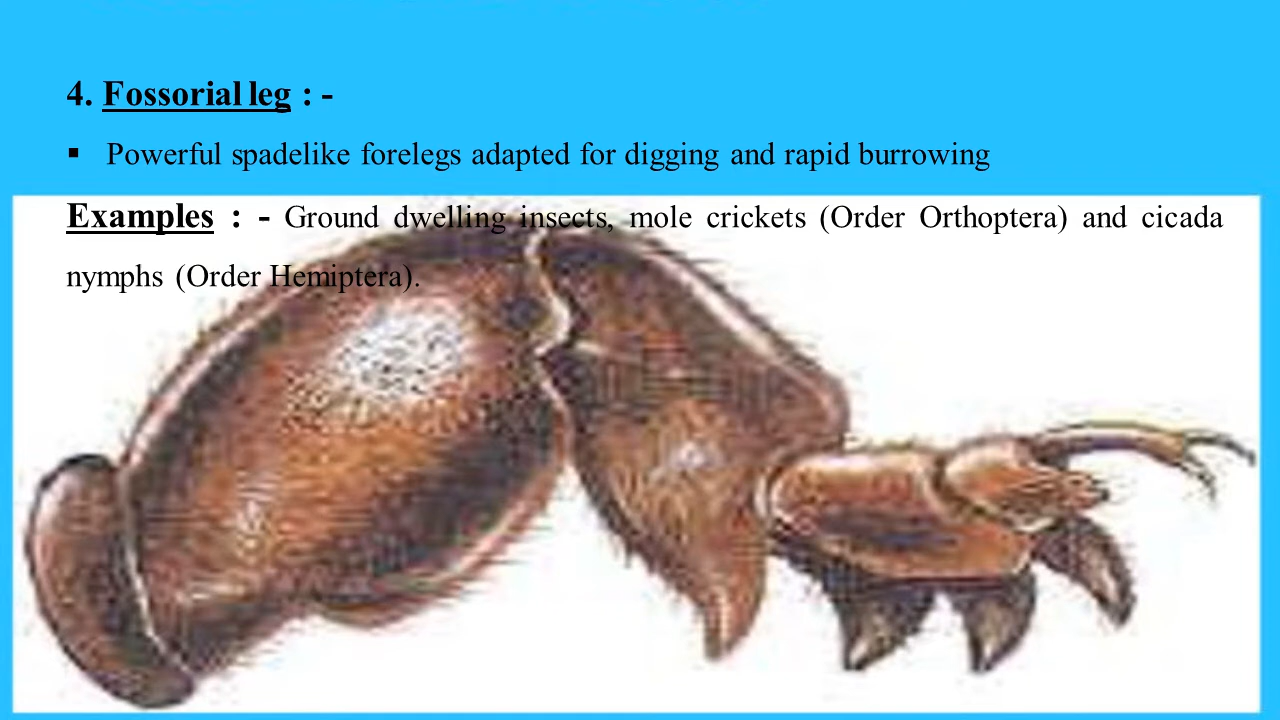 4. Fossorial leg : -
▪ Powerful spadelike forelegs adapted for digging and rapid burrowing
Examples : - Ground dwelling insects, mole crickets (Order Orthoptera) and cicada
nymphs (Order Hemiptera).